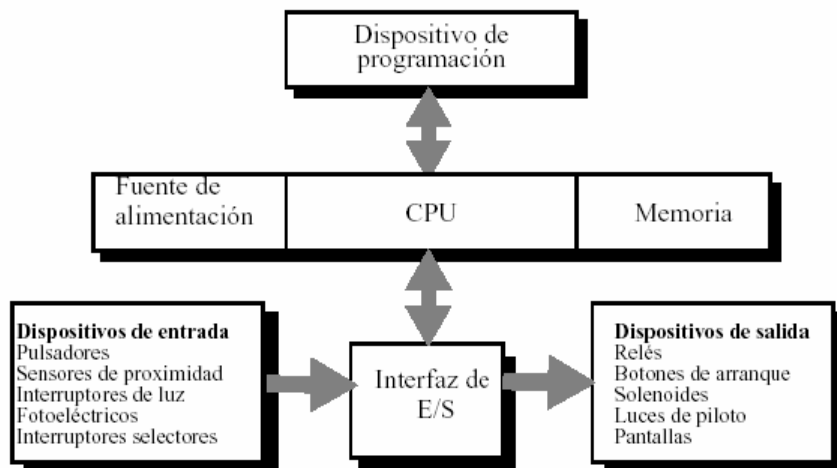 Dispositivo de
programación
Fuente de
alimentación
CPU
Memoria
Dispositivos de entrada
Pulsadores
Sensores de proximidad
Interruptores de luz
Fotoeléctricos
Interruptores selectores
Interfaz de
E/S
Dispositivos de salida
Relés
Botones de arranque
Solenoides
Luces de piloto
Pantallas